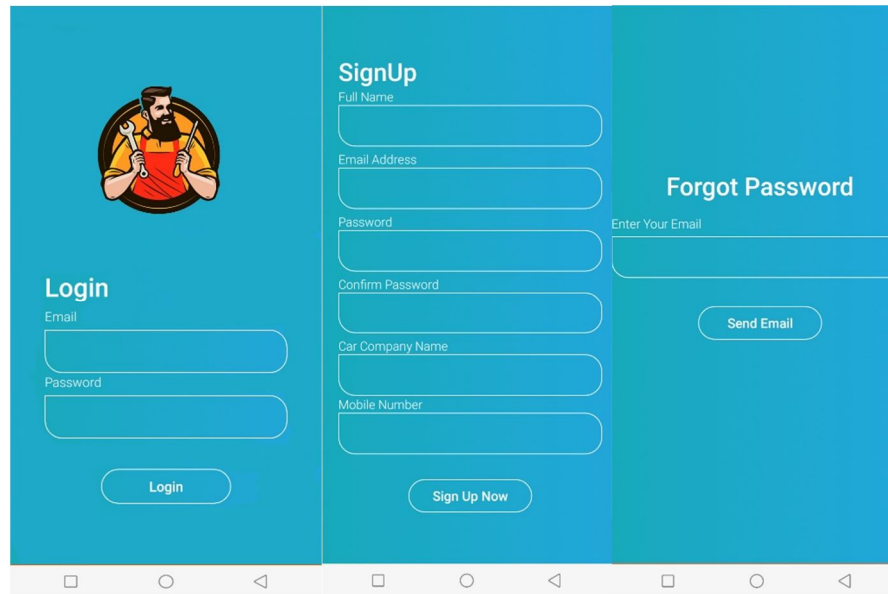 Login
Email
Password
Login
SignUp
Full Name
Email Address
Password
Confirm Password
Car Company Name
Mobile Number
Sign Up Now
Forgot Password
Enter Your Email
Send Email